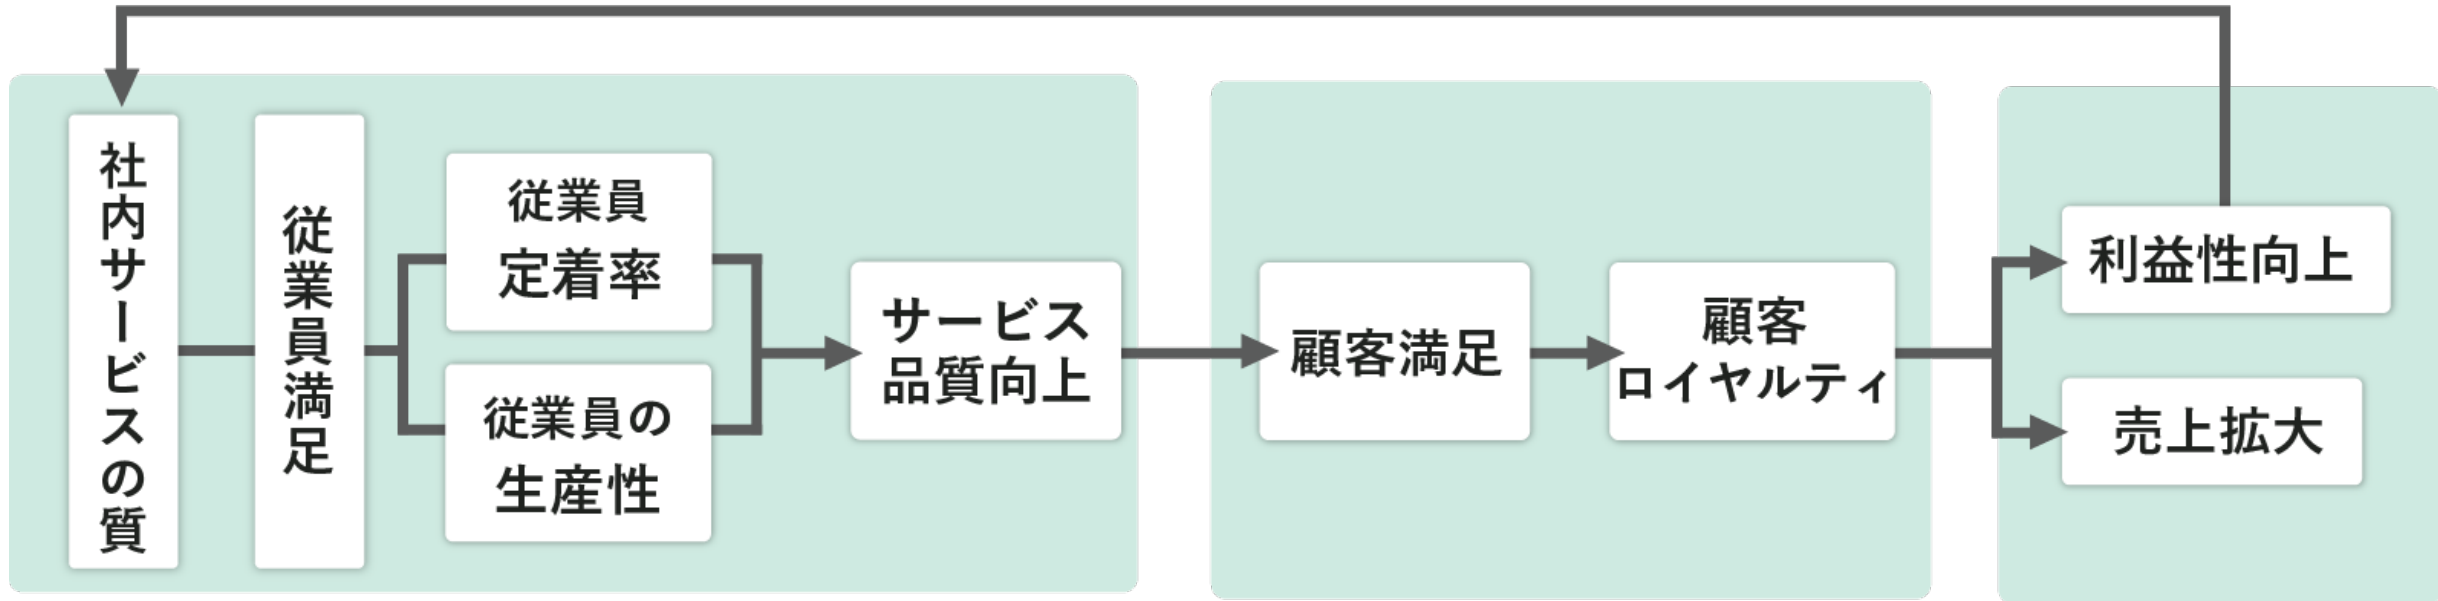 社内サービスの質
従業員満足
従業員
定着率
従業員の
生産性
サービス
品質向上
顧客満足
顧客
ロイヤルティ
利益性向上
売上拡大